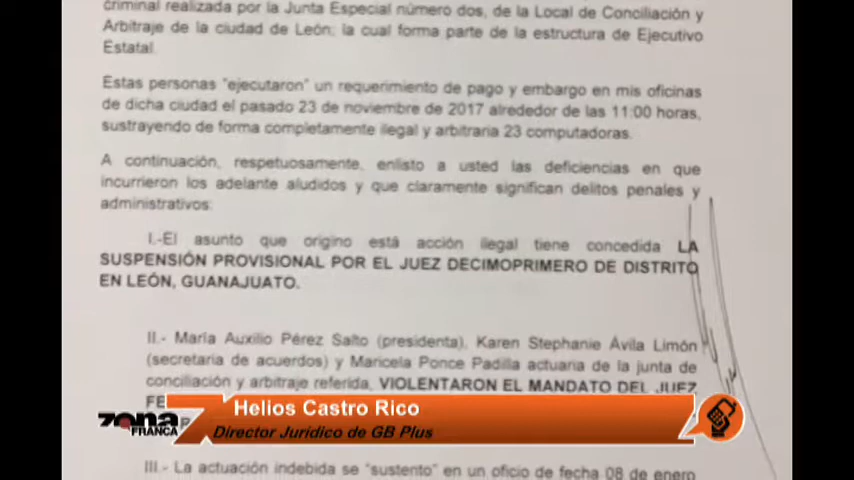 criminal realizada por la Junta Especial número dos, de la Local de Conciliación y
Arbitraje de la ciudad de León; la cual forma parte de la estructura de Ejecutivo
Estatal.
Estas personas "ejecutaron" un requerimiento de pago y embargo en mis oficinas
de dicha ciudad el pasado 23 de noviembre de 2017 alrededor de las 11:00 horas,
sustrayendo de forma completamente ilegal y arbitraria 23 computadoras.
A continuación, respetuosamente, enlisto a usted las deficiencias en que
incurrieron los adelante aludidos y que claramente significan delitos penales y
administrativos:
I.-El asunto que origino está acción ilegal tiene concedida LA
SUSPENSIÓN PROVISIONAL POR EL JUEZ DECIMOPRIMERO DE DISTRITO
EN LEÓN, GUANAJUATO.
II.- María Auxilio Pérez Salto (presidenta), Karen Stephanie Ávila Limón
(secretaria de acuerdos) y Maricela Ponce Padilla actuaria de la junta de
conciliación y arbitraje referida, VIOLENTARON EL MANDATO DEL JUEZ
FE
zona FRANCA
Helios Castro Rico
Director Jurídico de GB Plus
III.- La actuación indebida se "sustento" en un oficio de fecha 08 de enero